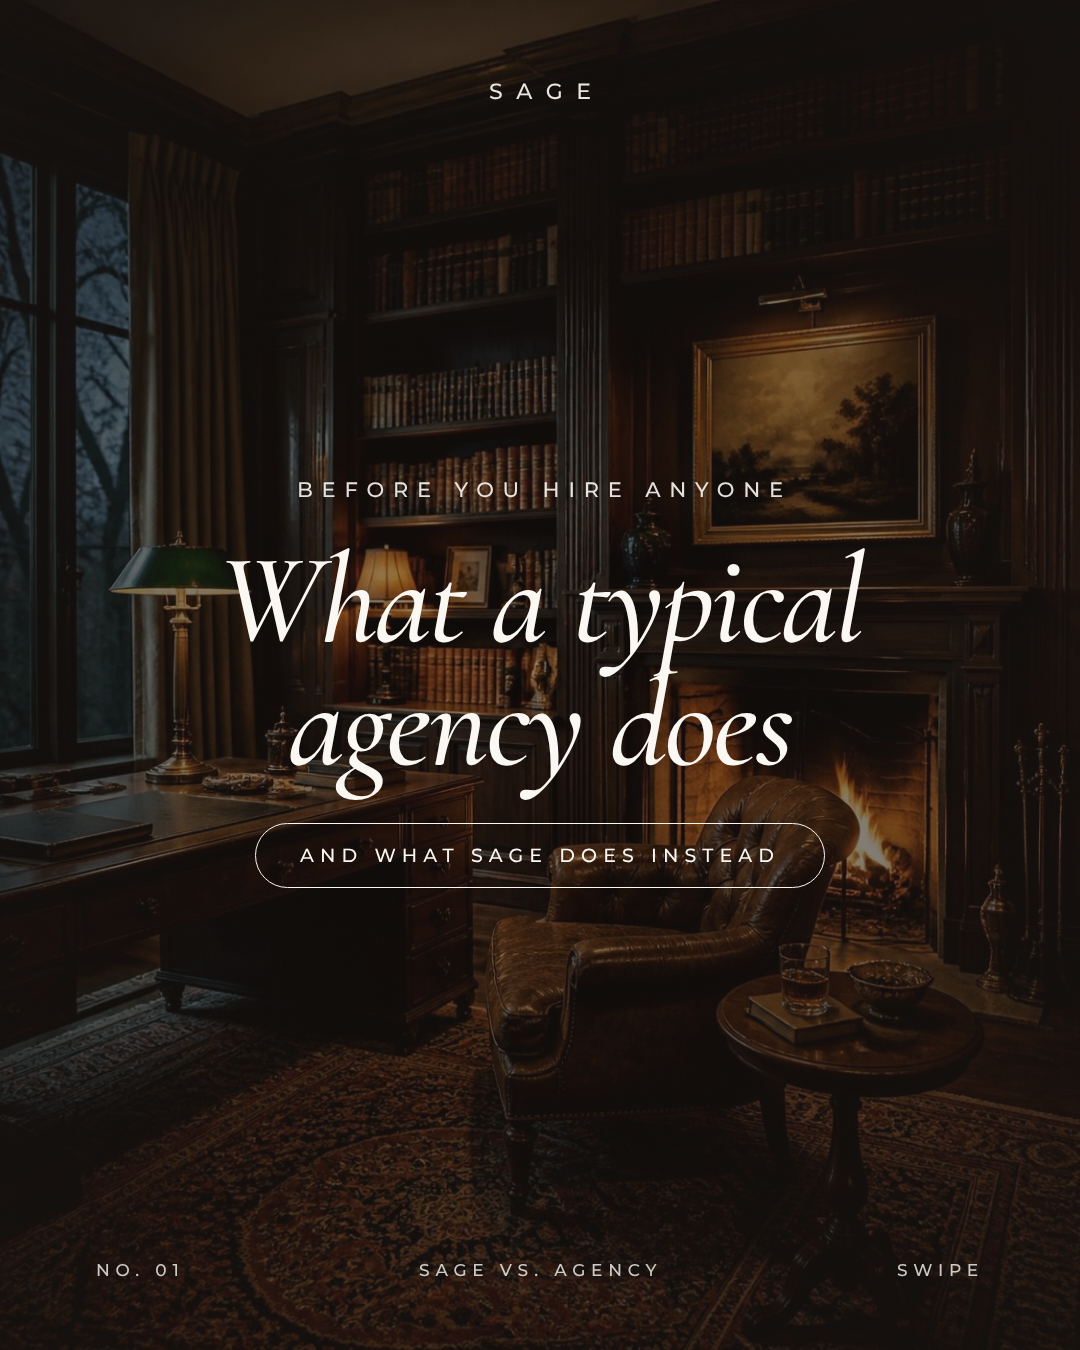 SAGE
BEFORE YOU HIRE ANYONE
What a typical
agency does
AND WHAT SAGE DOES INSTEAD
NO. 01
SAGE VS. AGENCY
SWIPE